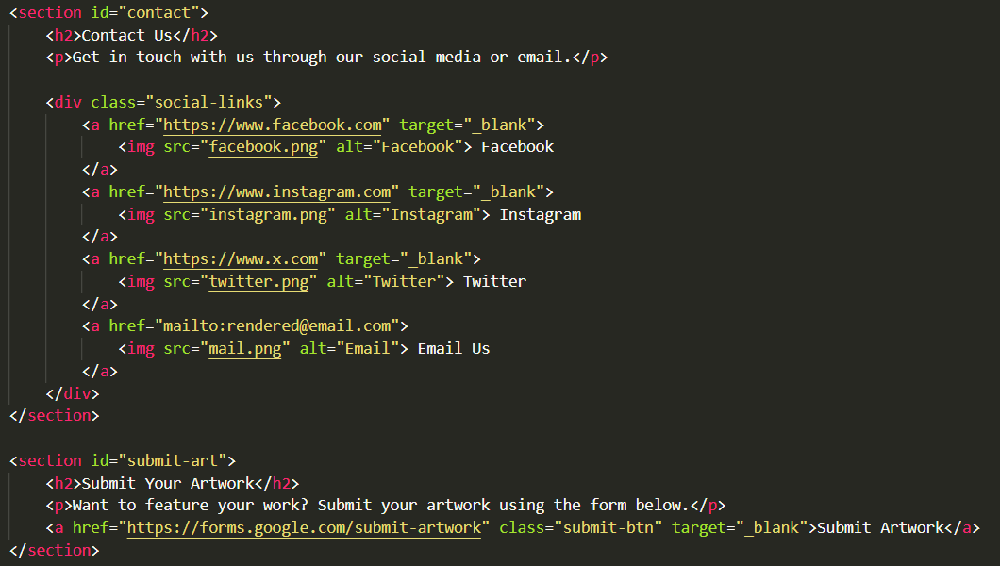 <section id="contact">
    <h2>Contact Us</h2>
    <p>Get in touch with us through our social media or email.</p>

    <div class="social-links">
        <a href="https://www.facebook.com" target="_blank">
            <img src="facebook.png" alt="Facebook"> Facebook
        </a>
        <a href="https://www.instagram.com" target="_blank">
            <img src="instagram.png" alt="Instagram"> Instagram
        </a>
        <a href="https://www.x.com" target="_blank">
            <img src="twitter.png" alt="Twitter"> Twitter
        </a>
        <a href="mailto:rendered@email.com">
            <img src="mail.png" alt="Email"> Email Us
        </a>
    </div>
</section>

<section id="submit-art">
    <h2>Submit Your Artwork</h2>
    <p>Want to feature your work? Submit your artwork using the form below.</p>
    <a href="https://forms.google.com/submit-artwork" class="submit-btn" target="_blank">Submit Artwork</a>
</section>